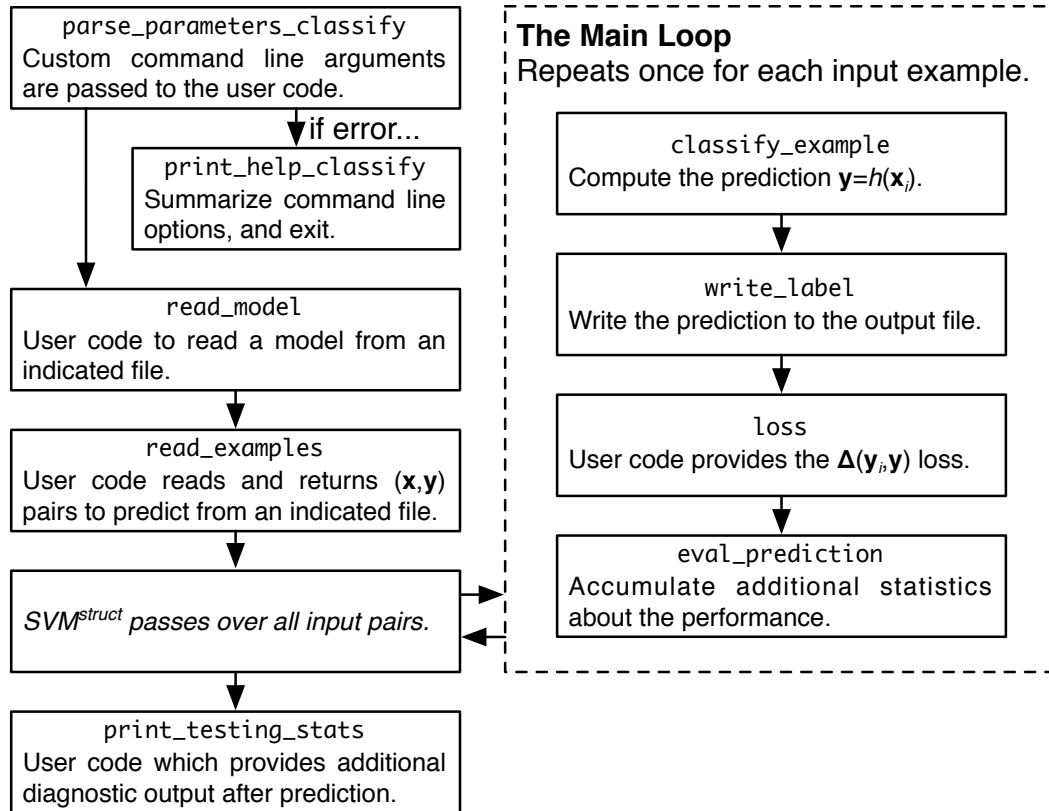 parse_parameters_classify
Custom command line arguments
are passed to the user code.
if error...
print_help_classify
Summarize command line
options, and exit.
read_model
User code to read a model from an
indicated file.
read_examples
User code reads and returns (x,y)
pairs to predict from an indicated file.
SVMstruct passes over all input pairs.
print_testing_stats
User code which provides additional
diagnostic output after prediction.
The Main Loop
Repeats once for each input example.
classify_example
Compute the prediction y=h(xi).
write_label
Write the prediction to the output file.
loss
User code provides the Δ(yi,y) loss.
eval_prediction
Accumulate additional statistics
about the performance.